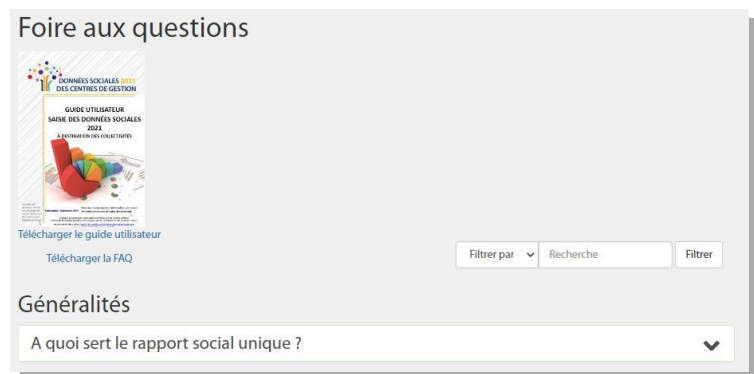 Foire aux questions
DONNÉES SOCIALES 2021
DES CENTRES DE GESTION
GUIDE UTILISATEUR
SAISIE DES DONNÉES SOCIALES
2021
À DESTINATION DES COLLECTIVITÉS
Télécharger le guide utilisateur
Télécharger la FAQ
Filtrer par
Recherche
Filtrer
Généralités
A quoi sert le rapport social unique ?